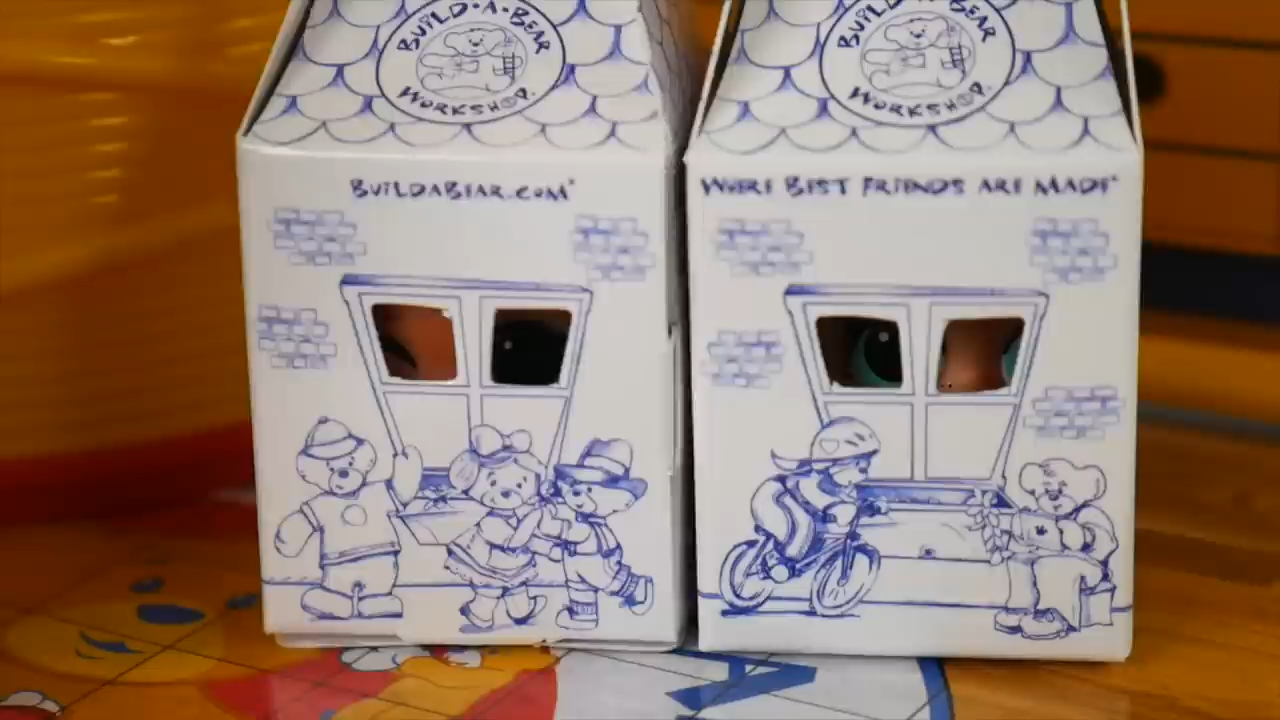 BUILD-A-BEAR
WORKSHOP.
BUILDABEAR.COM®
BUILD-A-BEAR
WORKSHOP.
WHERE BEST FRIENDS ARE MADE®